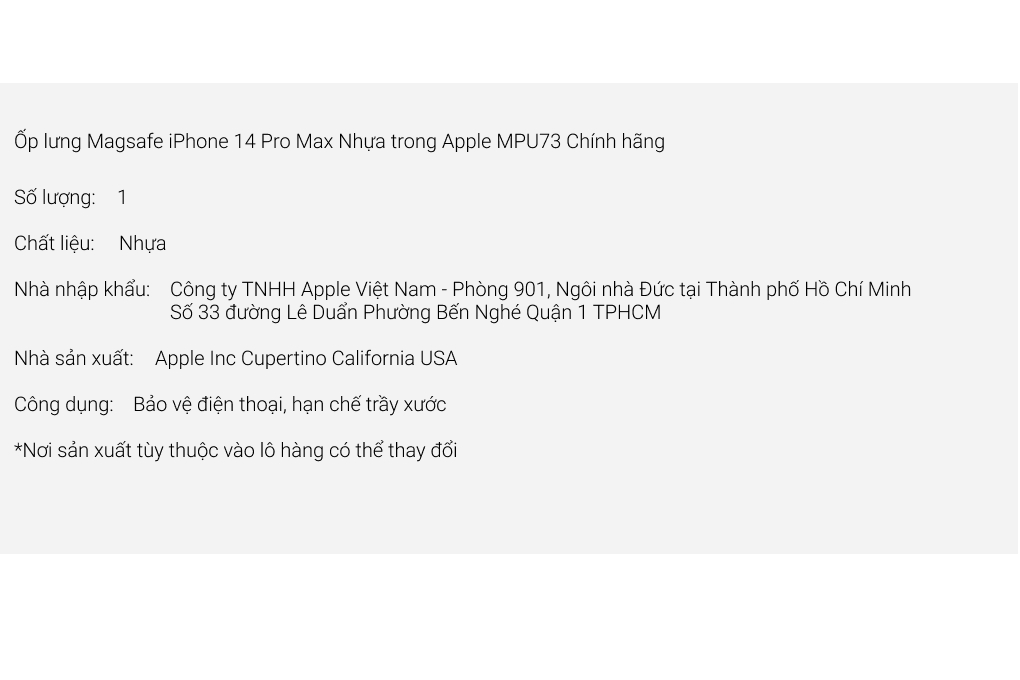 Ốp lưng Magsafe iPhone 14 Pro Max Nhựa trong Apple MPU73 Chính hãng
Số lượng: 1
Chất liệu: Nhựa
Nhà nhập khẩu: Công ty TNHH Apple Việt Nam - Phòng 901, Ngôi nhà Đức tại Thành phố Hồ Chí Minh
Số 33 đường Lê Duẩn Phường Bến Nghé Quận 1 TPHCM
Nhà sản xuất: Apple Inc Cupertino California USA
Công dụng: Bảo vệ điện thoại, hạn chế trầy xước
*Nơi sản xuất tùy thuộc vào lô hàng có thể thay đổi